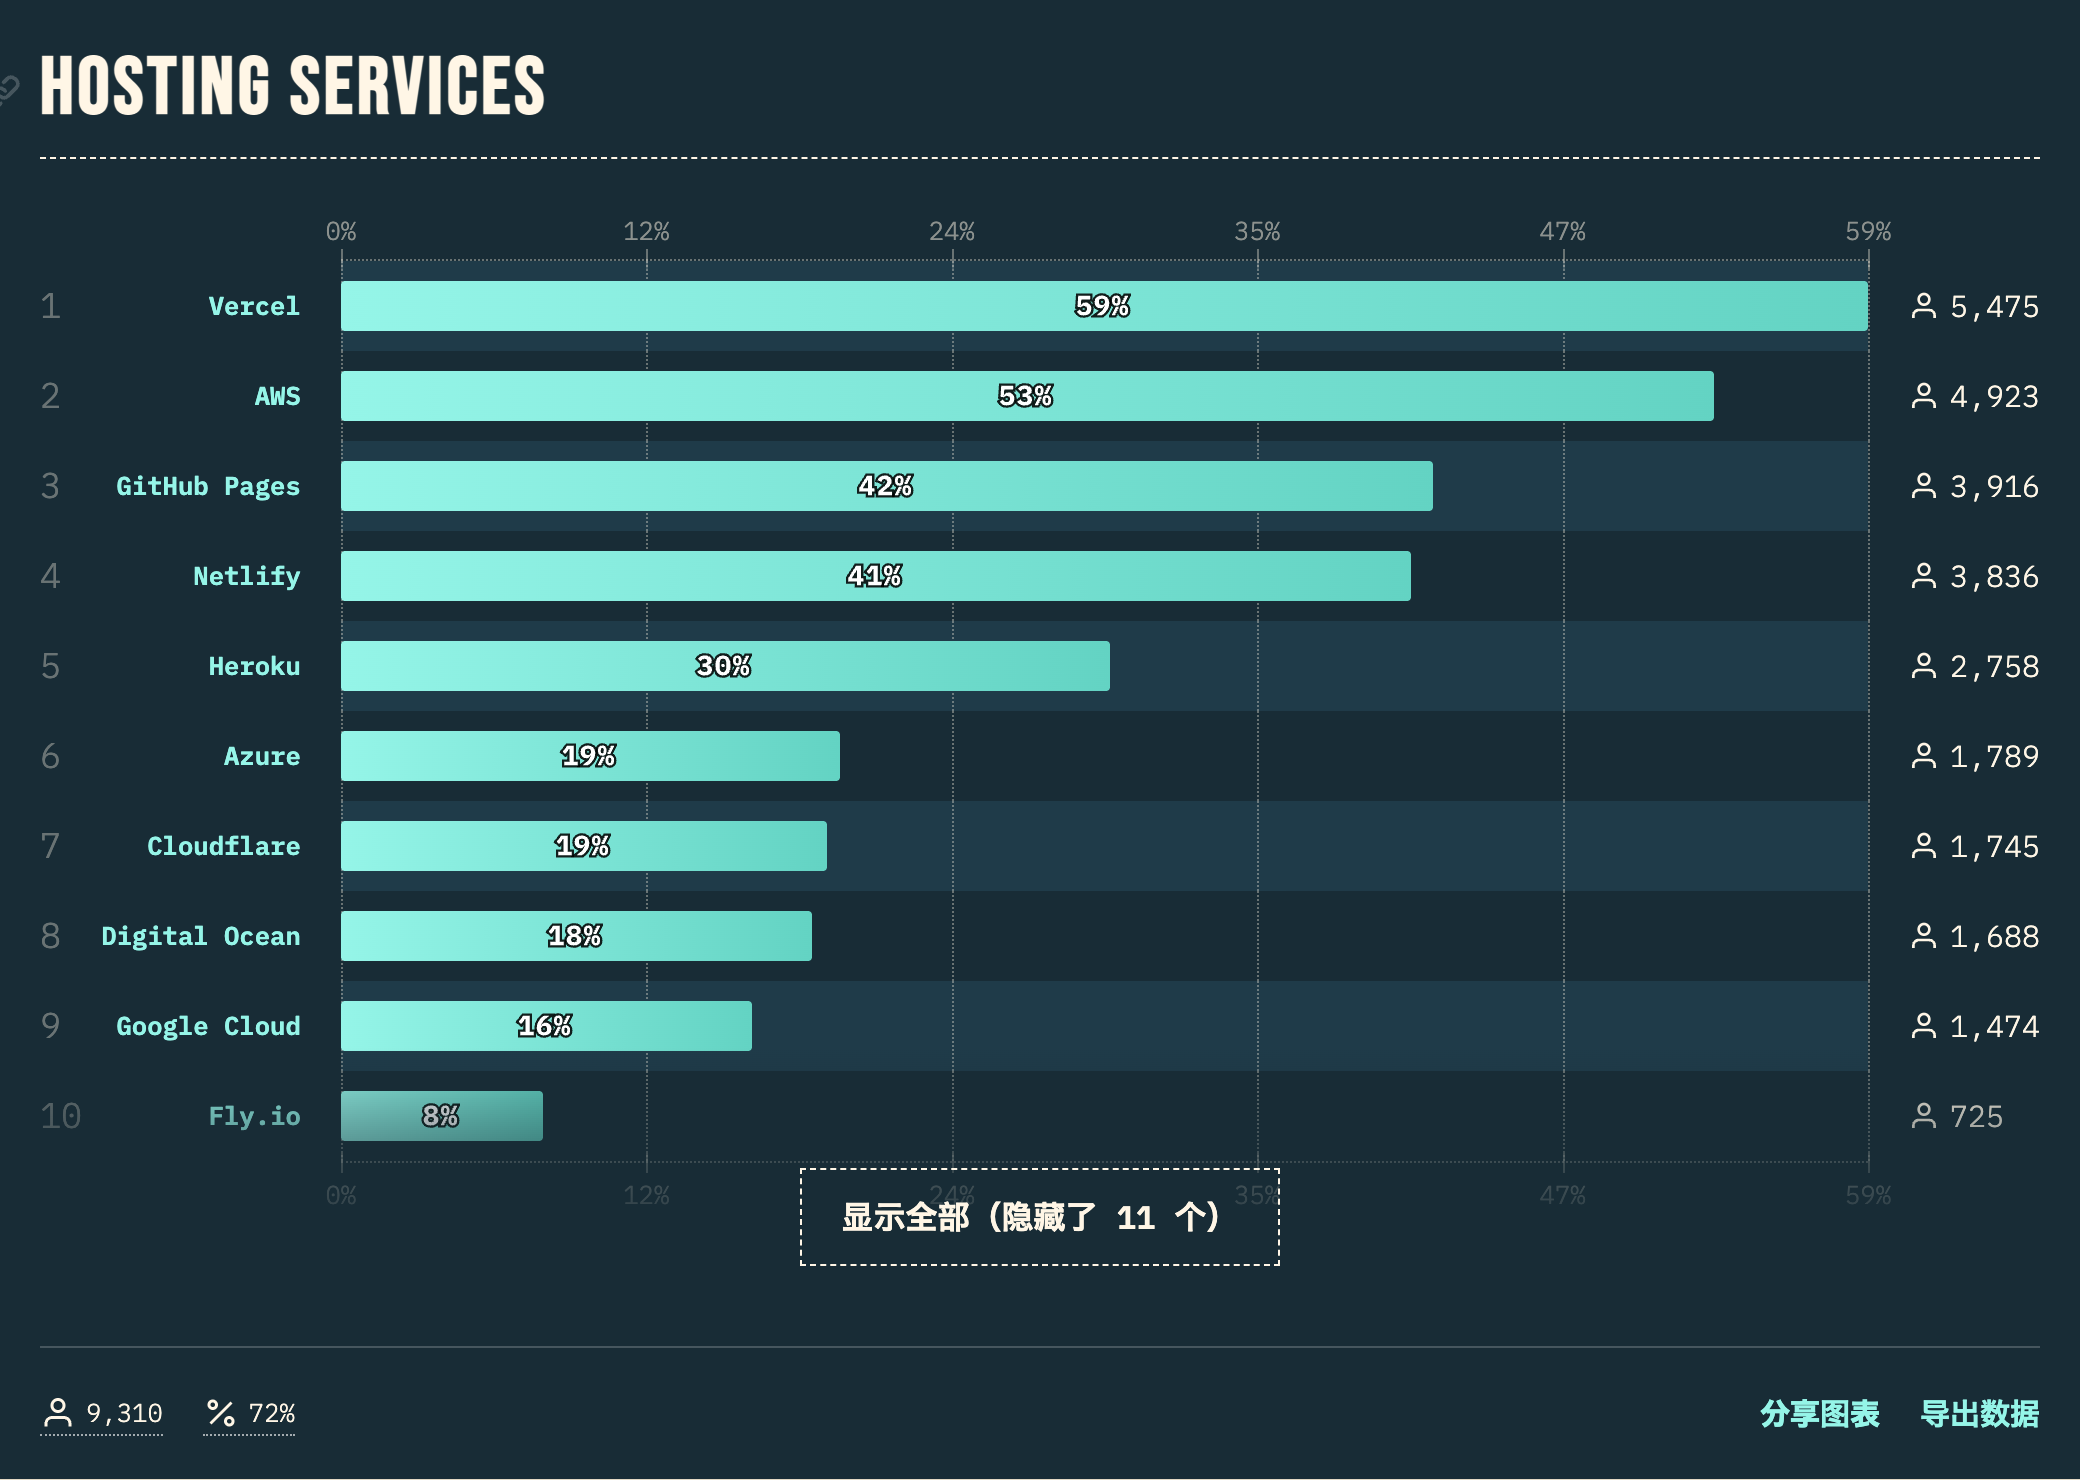 HOSTING SERVICES
0% 12% 24% 35% 47% 59%
1 Vercel 59% 5,475
2 AWS 53% 4,923
3 GitHub Pages 42% 3,916
4 Netlify 41% 3,836
5 Heroku 30% 2,758
6 Azure 19% 1,789
7 Cloudflare 19% 1,745
8 Digital Ocean 18% 1,688
9 Google Cloud 16% 1,474
10 Fly.io 8% 725
0% 12% 24% 35% 47% 59%
显示全部（隐藏了 11 个）
9,310 72% 分享图表 导出数据